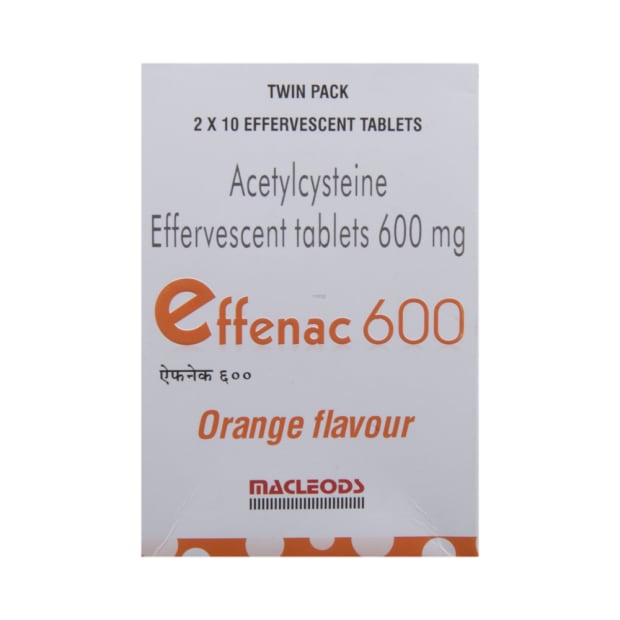 TWIN PACK
2 X 10 EFFERVESCENT TABLETS
Acetylcysteine
Effervescent tablets 600 mg
effenac 600
ऐफनेक ६००
Orange flavour
MACLEODS